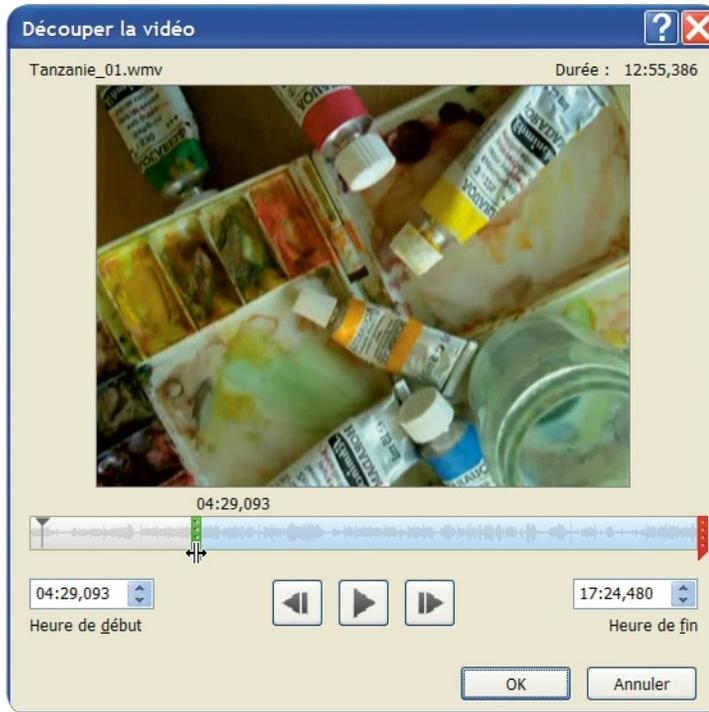 Découper la vidéo
Tanzanie_01.wmv
Durée : 12:55,386
04:29,093
04:29,093
17:24,480
Heure de début
Heure de fin
OK
Annuler